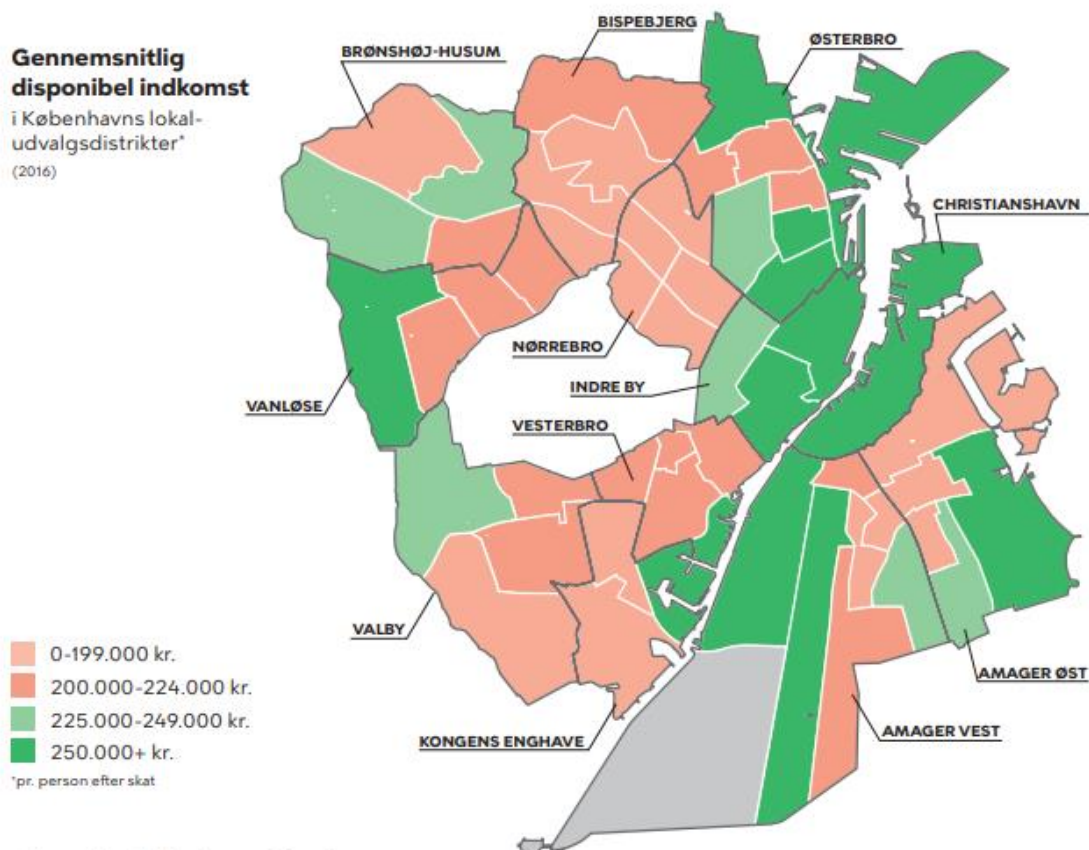 Gennemsnitlig
disponibel indkomst
i Københavns lokal-
udvalgsdistrikter*
(2016)
BRØNSHØJ-HUSUM
BISPEBJERG
ØSTERBRO
CHRISTIANSHAVN
NØRREBRO
INDRE BY
VANLØSE
VESTERBRO
VALBY
KONGENS ENGHAVE
AMAGER ØST
AMAGER VEST
0-199.000 kr.
200.000-224.000 kr.
225.000-249.000 kr.
250.000+ kr.
*pr. person efter skat